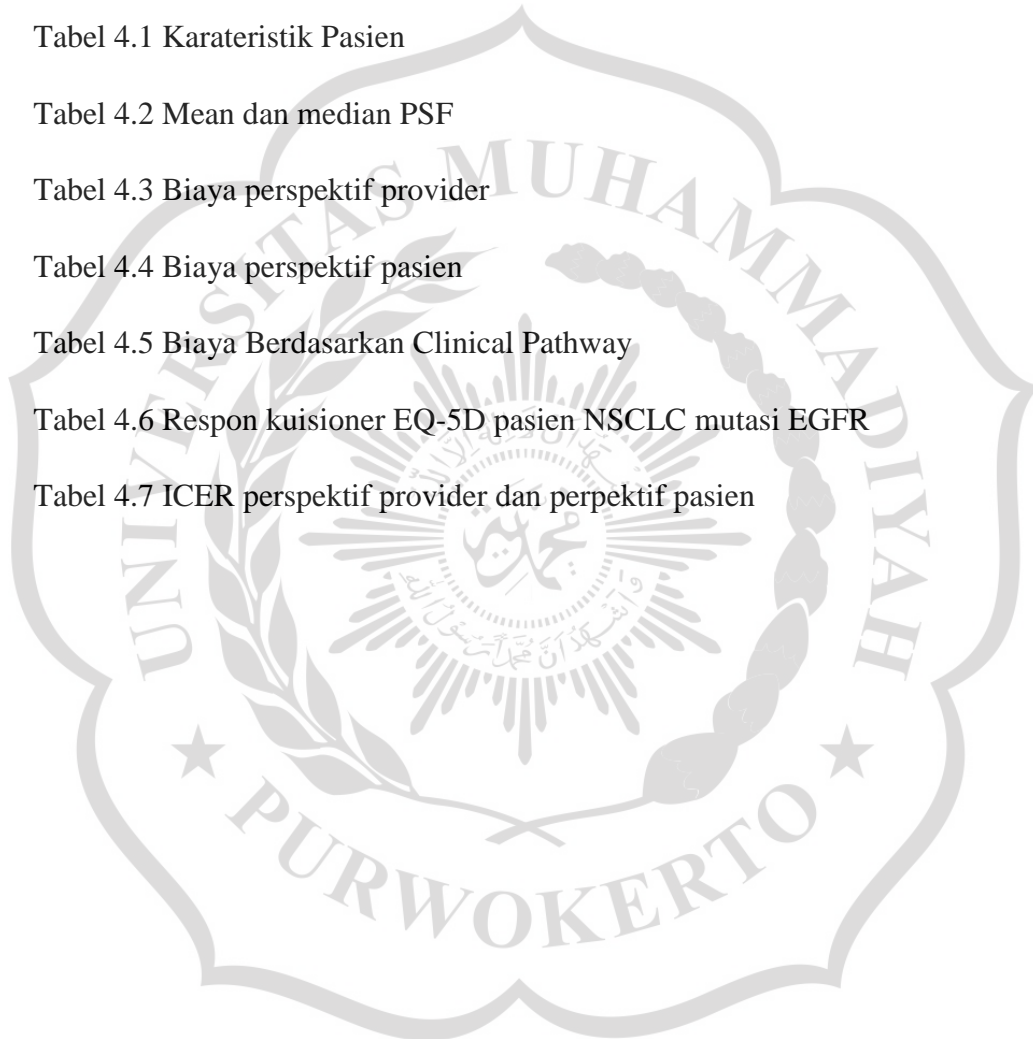 Tabel 4.1 Karateristik Pasien
Tabel 4.2 Mean dan median PSF
Tabel 4.3 Biaya perspektif provider
Tabel 4.4 Biaya perspektif pasien
Tabel 4.5 Biaya Berdasarkan Clinical Pathway
Tabel 4.6 Respon kuisioner EQ-5D pasien NSCLC mutasi EGFR
Tabel 4.7 ICER perspektif provider dan perpektif pasien
UNIVERSITAS MUHAMMADIYAH
PURWOKERTO